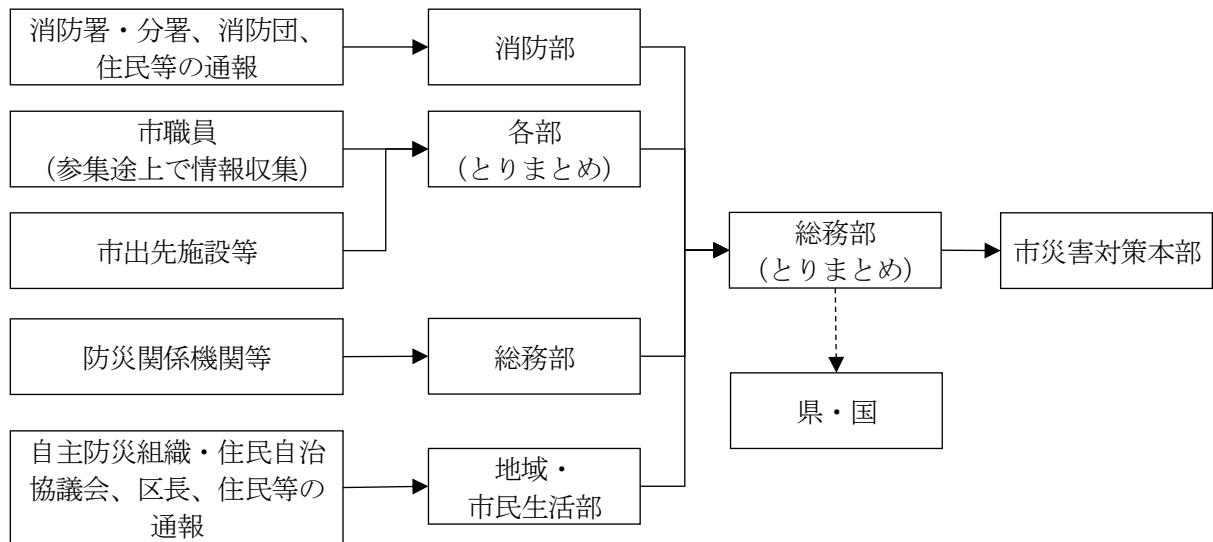 消防署・分署、消防団、
住民等の通報
消防部
市職員
（参集途上で情報収集）
各部
（とりまとめ）
市出先施設等
総務部
（とりまとめ）
市災害対策本部
防災関係機関等
総務部
県・国
自主防災組織・住民自治
協議会、区長、住民等の
通報
地域・
市民生活部